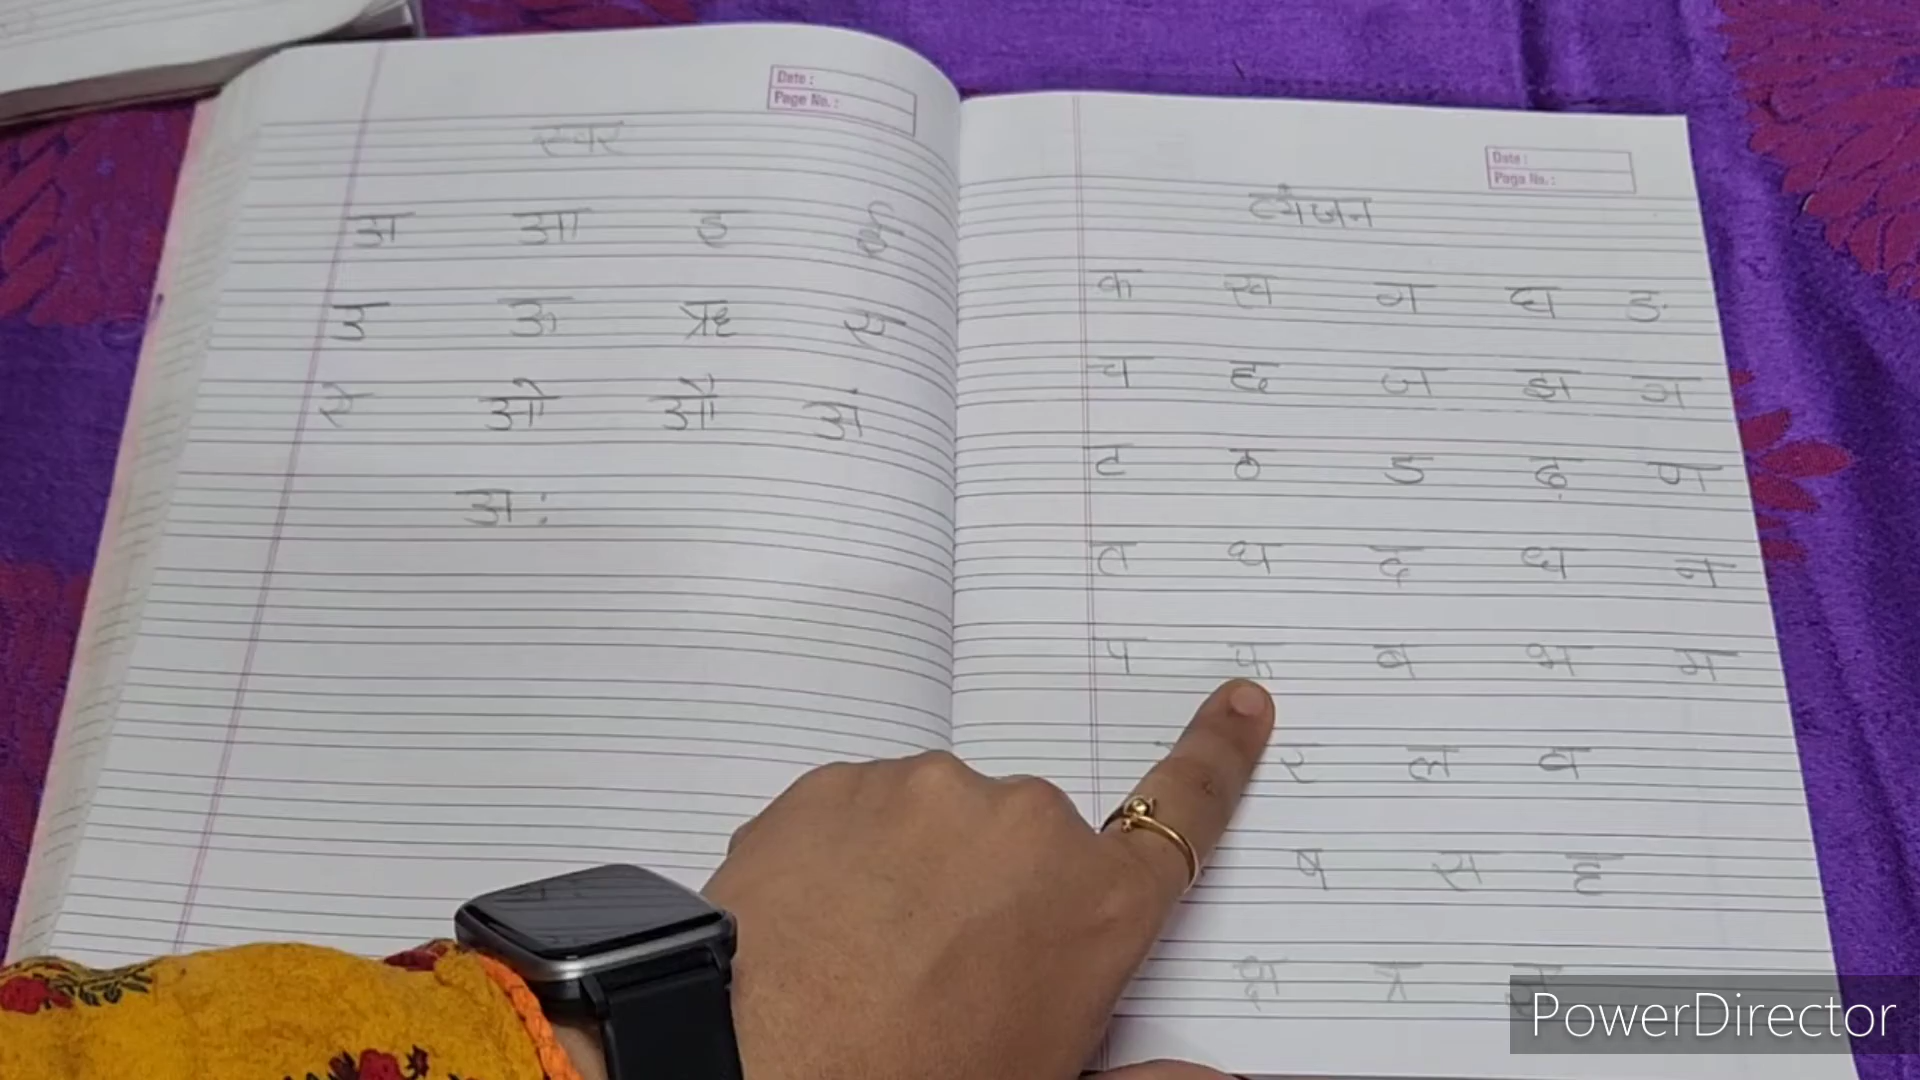 Date :
Page No. :
स्वर
अ आ इ ई
उ ऊ ऋ ए
ऐ ओ औ अं
अ:
Date :
Page No. :
व्यंजन
क ख ग घ ङ
च छ ज झ ञ
ट ठ ड ढ़ ण
त थ द ध न
प फ ब भ म
र ल व
ष स ह
क्ष त्र
PowerDirector